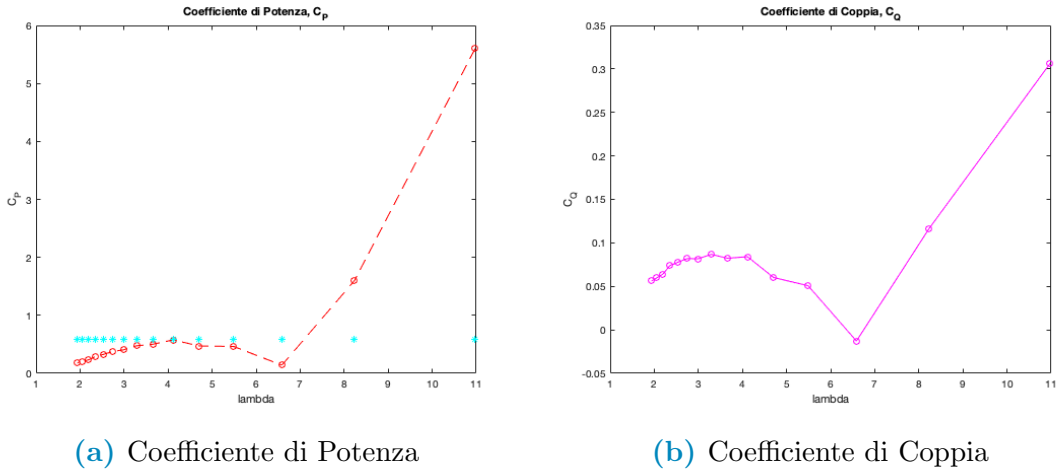 Coefficiente di Potenza, C_P
6
5
4
3
2
1
0
C_P
1 2 3 4 5 6 7 8 9 10 11
lambda
(a) Coefficiente di Potenza
Coefficiente di Coppia, C_Q
0.35
0.3
0.25
0.2
0.15
0.1
0.05
0
-0.05
C_Q
1 2 3 4 5 6 7 8 9 10 11
lambda
(b) Coefficiente di Coppia